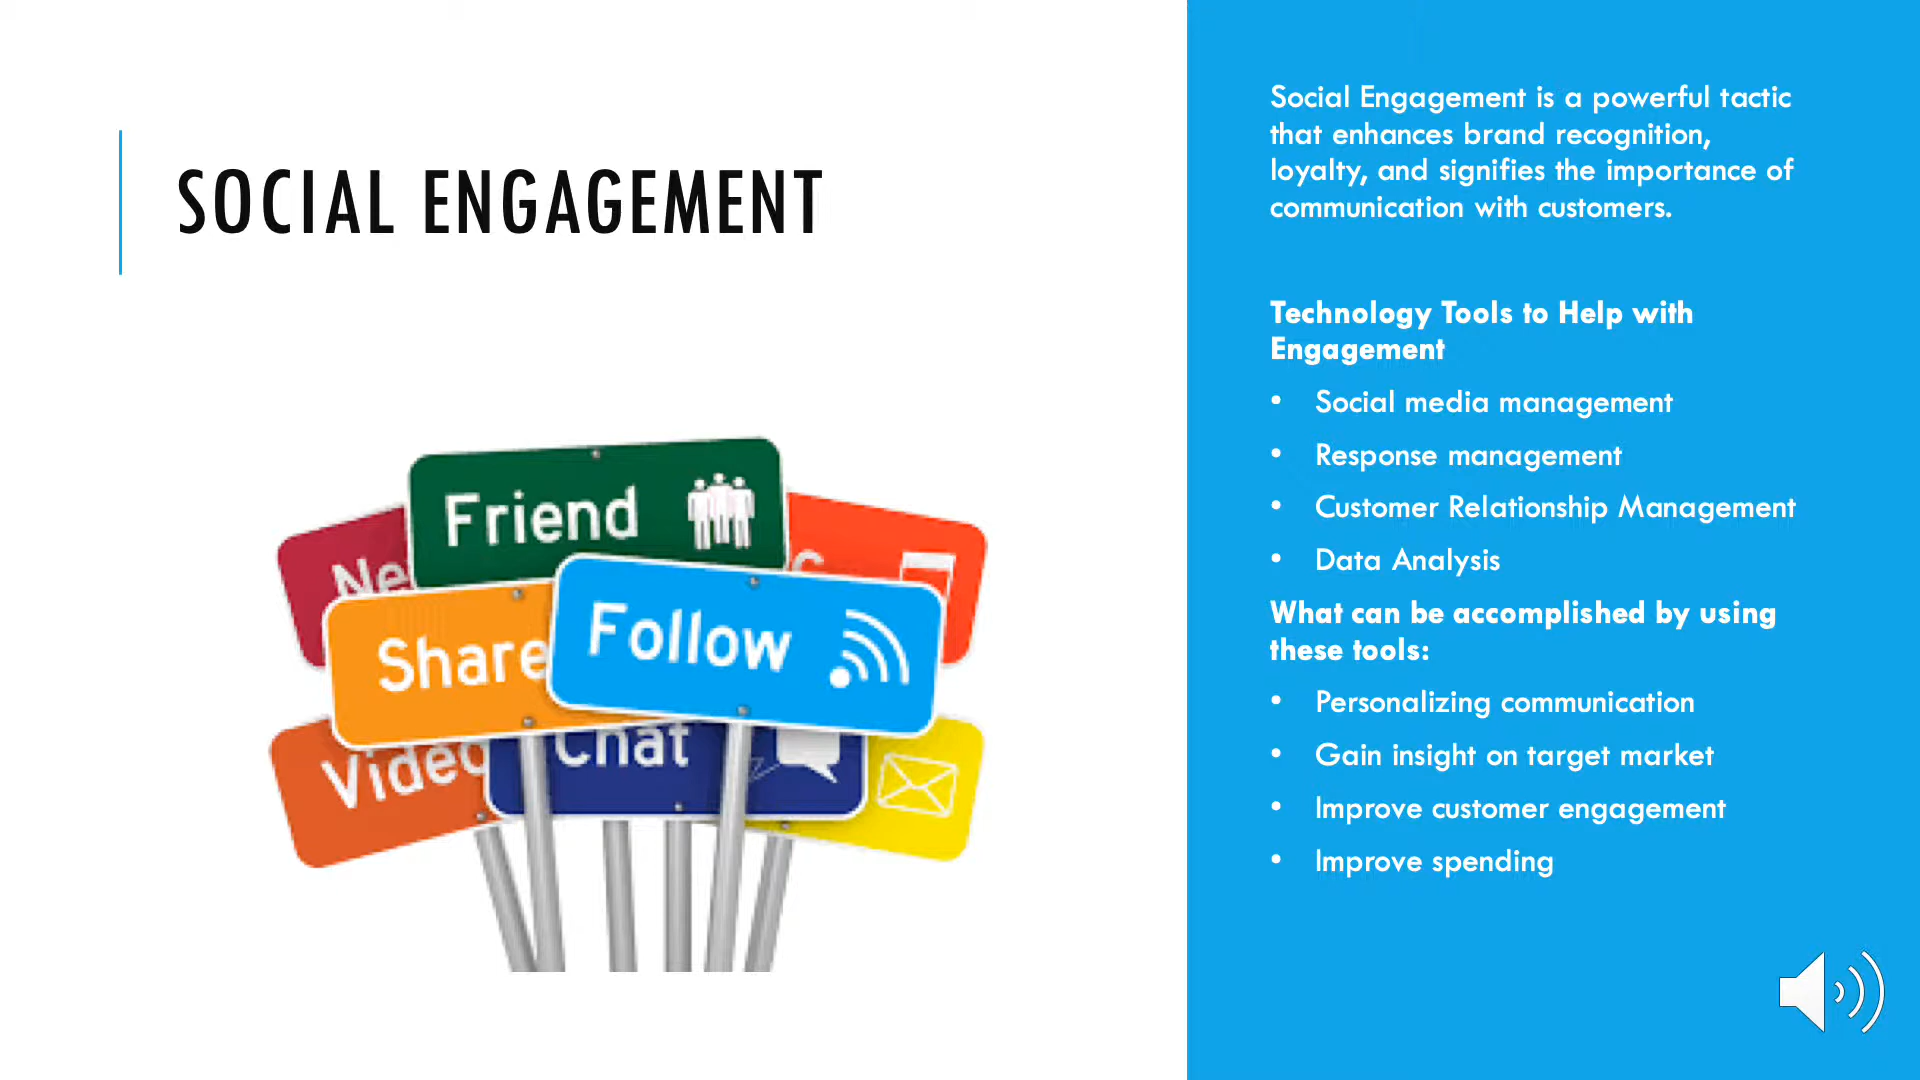 SOCIAL ENGAGEMENT
Friend
Share
Follow
Video
Chat
Social Engagement is a powerful tactic
that enhances brand recognition,
loyalty, and signifies the importance of
communication with customers.
Technology Tools to Help with
Engagement
• Social media management
• Response management
• Customer Relationship Management
• Data Analysis
What can be accomplished by using
these tools:
• Personalizing communication
• Gain insight on target market
• Improve customer engagement
• Improve spending